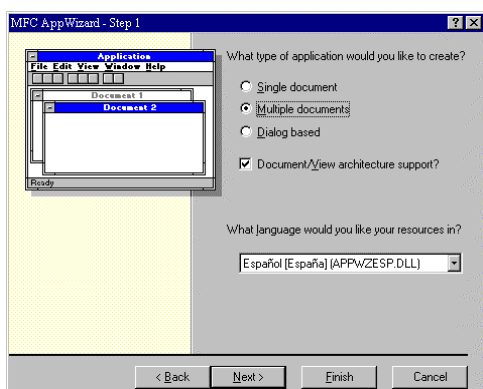 MFC AppWizard - Step 1
Application
File Edit View Window Help
Document 1
Document 2
Ready
What type of application would you like to create?
Single document
Multiple documents
Dialog based
Document/View architecture support?
What language would you like your resources in?
Español [España] (APPWZESP.DLL)
< Back Next > Finish Cancel